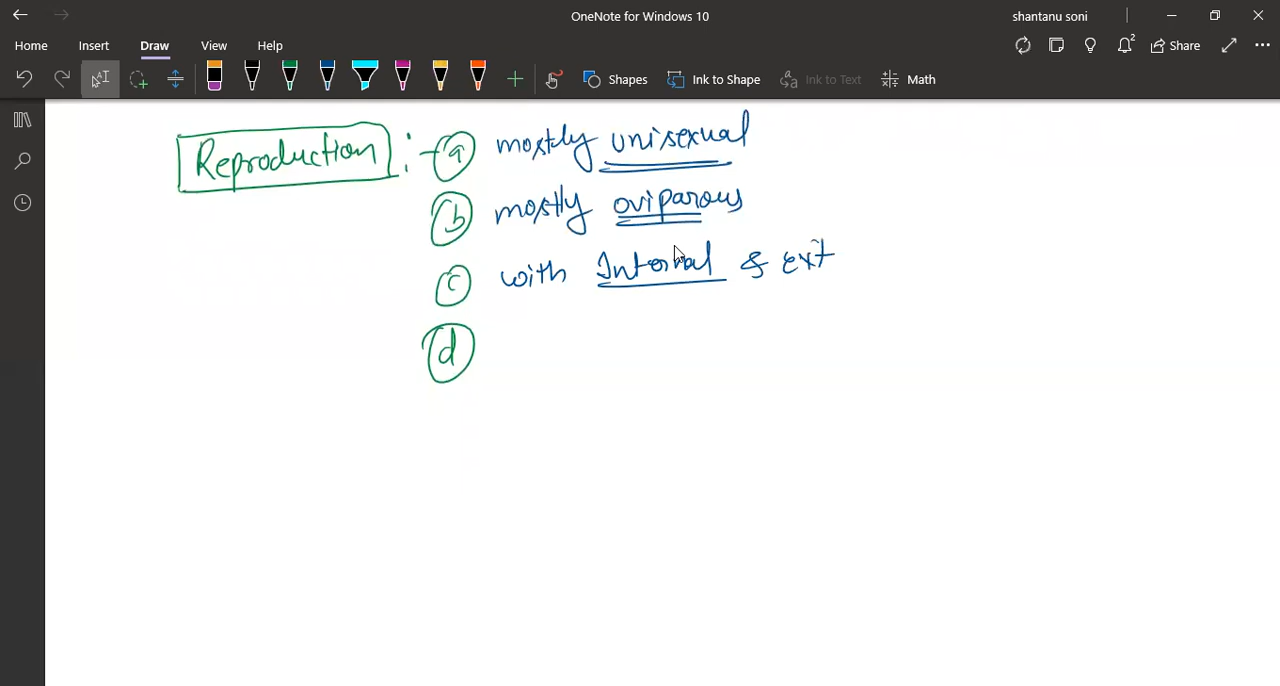 OneNote for Windows 10
shantanu soni
Home Insert Draw View Help
2
Share
Shapes Ink to Shape Ink to Text Math
Reproduction :- a mostly unisexual
b mostly oviparous
c with Internal & ext
d